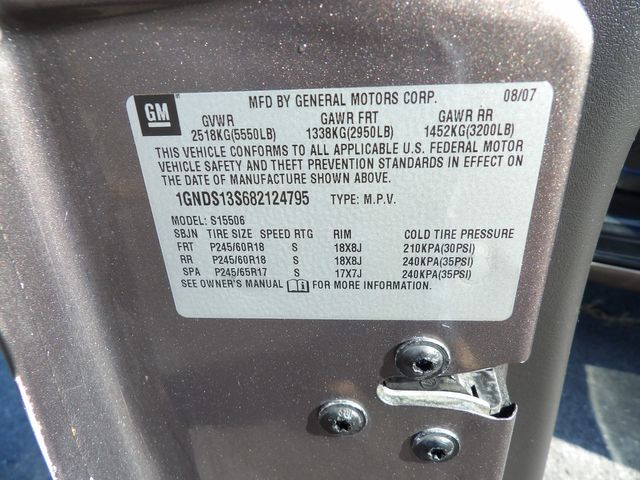 MFD BY GENERAL MOTORS CORP. 08/07
GM
GVWR GAWR FRT GAWR RR
2518KG(5550LB) 1338KG(2950LB) 1452KG(3200LB)
THIS VEHICLE CONFORMS TO ALL APPLICABLE U.S. FEDERAL MOTOR
VEHICLE SAFETY AND THEFT PREVENTION STANDARDS IN EFFECT ON
THE DATE OF MANUFACTURE SHOWN ABOVE.
1GNDS13S682124795 TYPE: M.P.V.
MODEL: S15506
SBJN TIRE SIZE SPEED RTG RIM COLD TIRE PRESSURE
FRT P245/60R18 S 18X8J 210KPA(30PSI)
RR P245/60R18 S 18X8J 240KPA(35PSI)
SPA P245/65R17 S 17X7J 240KPA(35PSI)
SEE OWNER'S MANUAL FOR MORE INFORMATION.